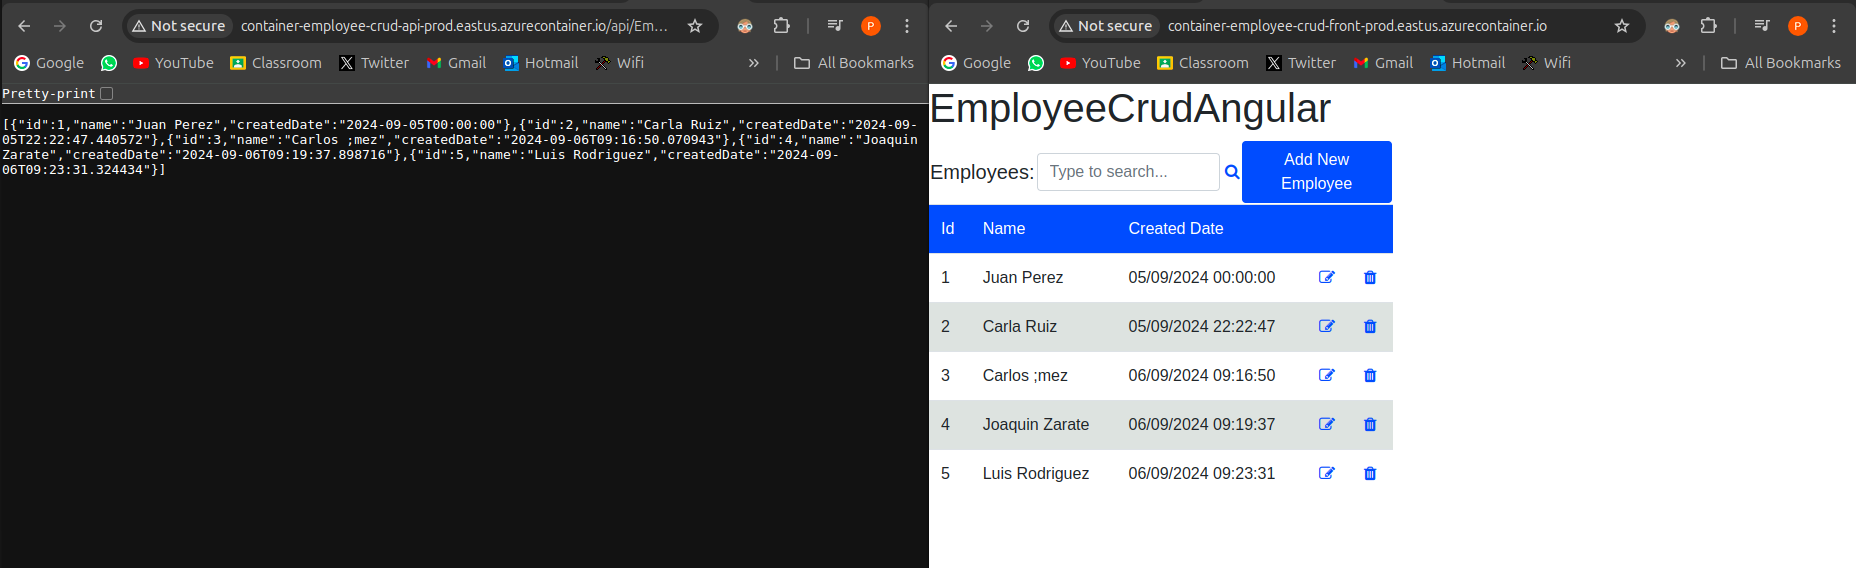 Not secure container-employee-crud-api-prod.eastus.azurecontainer.io/api/Em... P
Google YouTube Classroom Twitter Gmail Hotmail Wifi » All Bookmarks
Pretty-print
[{"id":1,"name":"Juan Perez","createdDate":"2024-09-05T00:00:00"},{"id":2,"name":"Carla Ruiz","createdDate":"2024-09-
05T22:22:47.440572"},{"id":3,"name":"Carlos ;mez","createdDate":"2024-09-06T09:16:50.070943"},{"id":4,"name":"Joaquin
Zarate","createdDate":"2024-09-06T09:19:37.898716"},{"id":5,"name":"Luis Rodriguez","createdDate":"2024-09-
06T09:23:31.324434"}]
Not secure container-employee-crud-front-prod.eastus.azurecontainer.io P
Google YouTube Classroom Twitter Gmail Hotmail Wifi » All Bookmarks
EmployeeCrudAngular
Employees: Type to search... Add New
Employee
Id Name Created Date
1 Juan Perez 05/09/2024 00:00:00
2 Carla Ruiz 05/09/2024 22:22:47
3 Carlos ;mez 06/09/2024 09:16:50
4 Joaquin Zarate 06/09/2024 09:19:37
5 Luis Rodriguez 06/09/2024 09:23:31